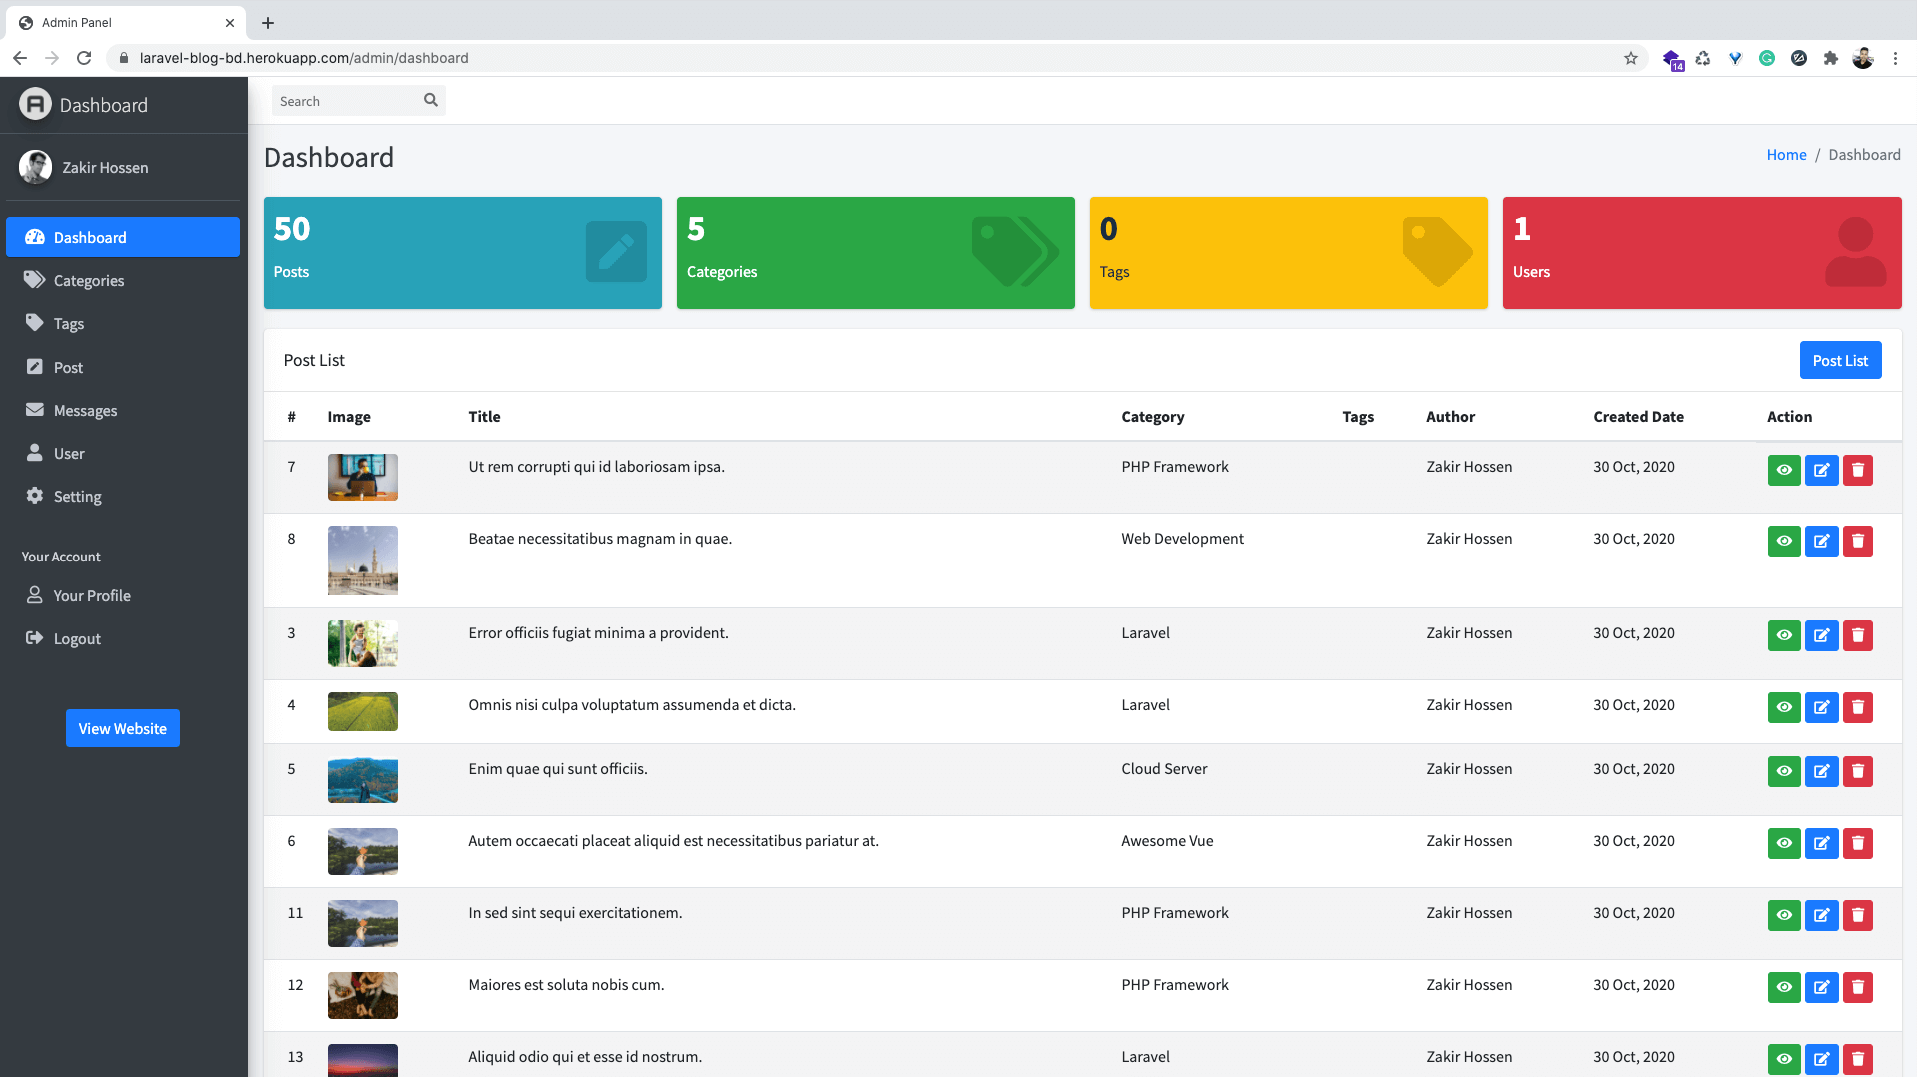 Admin Panel
laravel-blog-bd.herokuapp.com/admin/dashboard
14
Dashboard
Search
Zakir Hossen
Dashboard
Home / Dashboard
Dashboard
Categories
Tags
Post
Messages
User
Setting
Your Account
Your Profile
Logout
View Website
50
Posts
5
Categories
0
Tags
1
Users
Post List
Post List
# Image Title Category Tags Author Created Date Action
7 Ut rem corrupti qui id laboriosam ipsa. PHP Framework Zakir Hossen 30 Oct, 2020
8 Beatae necessitatibus magnam in quae. Web Development Zakir Hossen 30 Oct, 2020
3 Error officiis fugiat minima a provident. Laravel Zakir Hossen 30 Oct, 2020
4 Omnis nisi culpa voluptatum assumenda et dicta. Laravel Zakir Hossen 30 Oct, 2020
5 Enim quae qui sunt officiis. Cloud Server Zakir Hossen 30 Oct, 2020
6 Autem occaecati placeat aliquid est necessitatibus pariatur at. Awesome Vue Zakir Hossen 30 Oct, 2020
11 In sed sint sequi exercitationem. PHP Framework Zakir Hossen 30 Oct, 2020
12 Maiores est soluta nobis cum. PHP Framework Zakir Hossen 30 Oct, 2020
13 Aliquid odio qui et esse id nostrum. Laravel Zakir Hossen 30 Oct, 2020